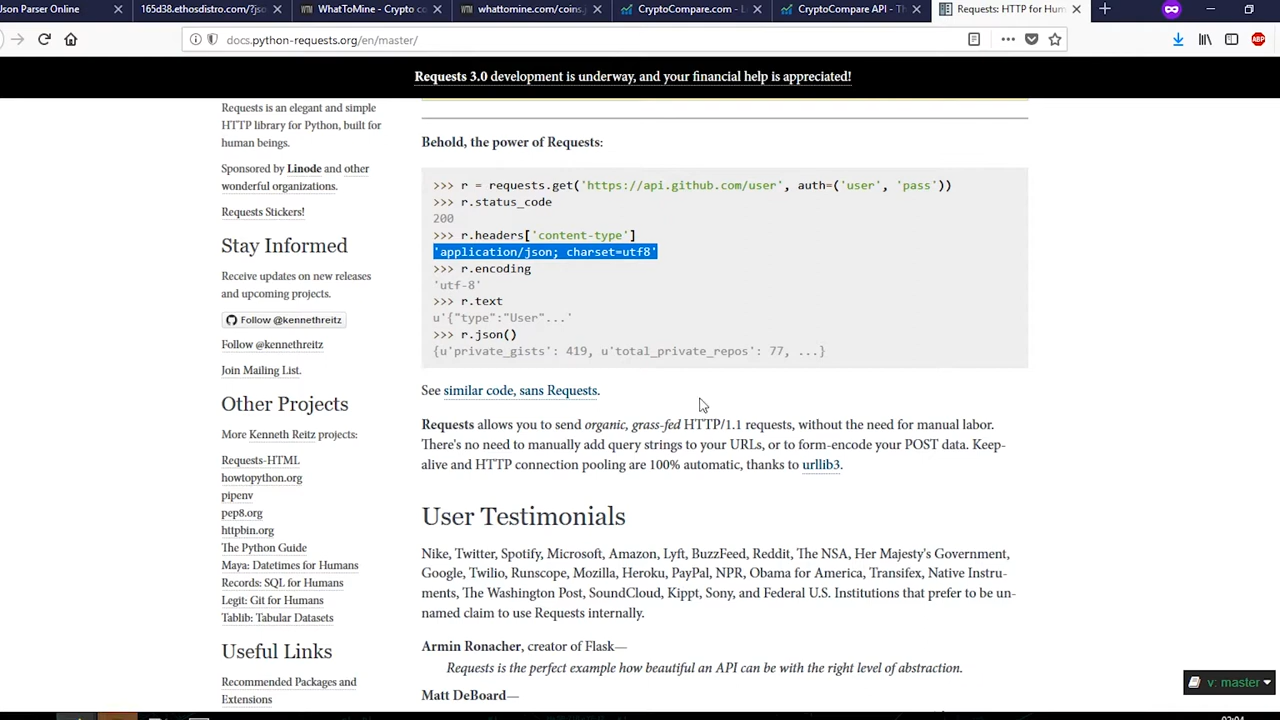 Json Parser Online
165d38.ethosdistro.com/?jso
WhatToMine - Crypto co
whattomine.com/coins.j
CryptoCompare.com - L
CryptoCompare API - Th
Requests: HTTP for Hum
docs.python-requests.org/en/master/
ABP
Requests 3.0 development is underway, and your financial help is appreciated!
Requests is an elegant and simple
HTTP library for Python, built for
human beings.
Sponsored by Linode and other
wonderful organizations.
Requests Stickers!
Stay Informed
Receive updates on new releases
and upcoming projects.
Follow @kennethreitz
Follow @kennethreitz
Join Mailing List.
Other Projects
More Kenneth Reitz projects:
Requests-HTML
howtopython.org
pipenv
pep8.org
httpbin.org
The Python Guide
Maya: Datetimes for Humans
Records: SQL for Humans
Legit: Git for Humans
Tablib: Tabular Datasets
Useful Links
Recommended Packages and
Extensions
Behold, the power of Requests:
>>> r = requests.get('https://api.github.com/user', auth=('user', 'pass'))
>>> r.status_code
200
>>> r.headers['content-type']
'application/json; charset=utf8'
>>> r.encoding
'utf-8'
>>> r.text
u'{"type":"User"...'
>>> r.json()
{u'private_gists': 419, u'total_private_repos': 77, ...}
See similar code, sans Requests.
Requests allows you to send organic, grass-fed HTTP/1.1 requests, without the need for manual labor.
There's no need to manually add query strings to your URLs, or to form-encode your POST data. Keep-
alive and HTTP connection pooling are 100% automatic, thanks to urllib3.
User Testimonials
Nike, Twitter, Spotify, Microsoft, Amazon, Lyft, BuzzFeed, Reddit, The NSA, Her Majesty's Government,
Google, Twilio, Runscope, Mozilla, Heroku, PayPal, NPR, Obama for America, Transifex, Native Instru-
ments, The Washington Post, SoundCloud, Kippt, Sony, and Federal U.S. Institutions that prefer to be un-
named claim to use Requests internally.
Armin Ronacher, creator of Flask—
Requests is the perfect example how beautiful an API can be with the right level of abstraction.
Matt DeBoard—
v: master